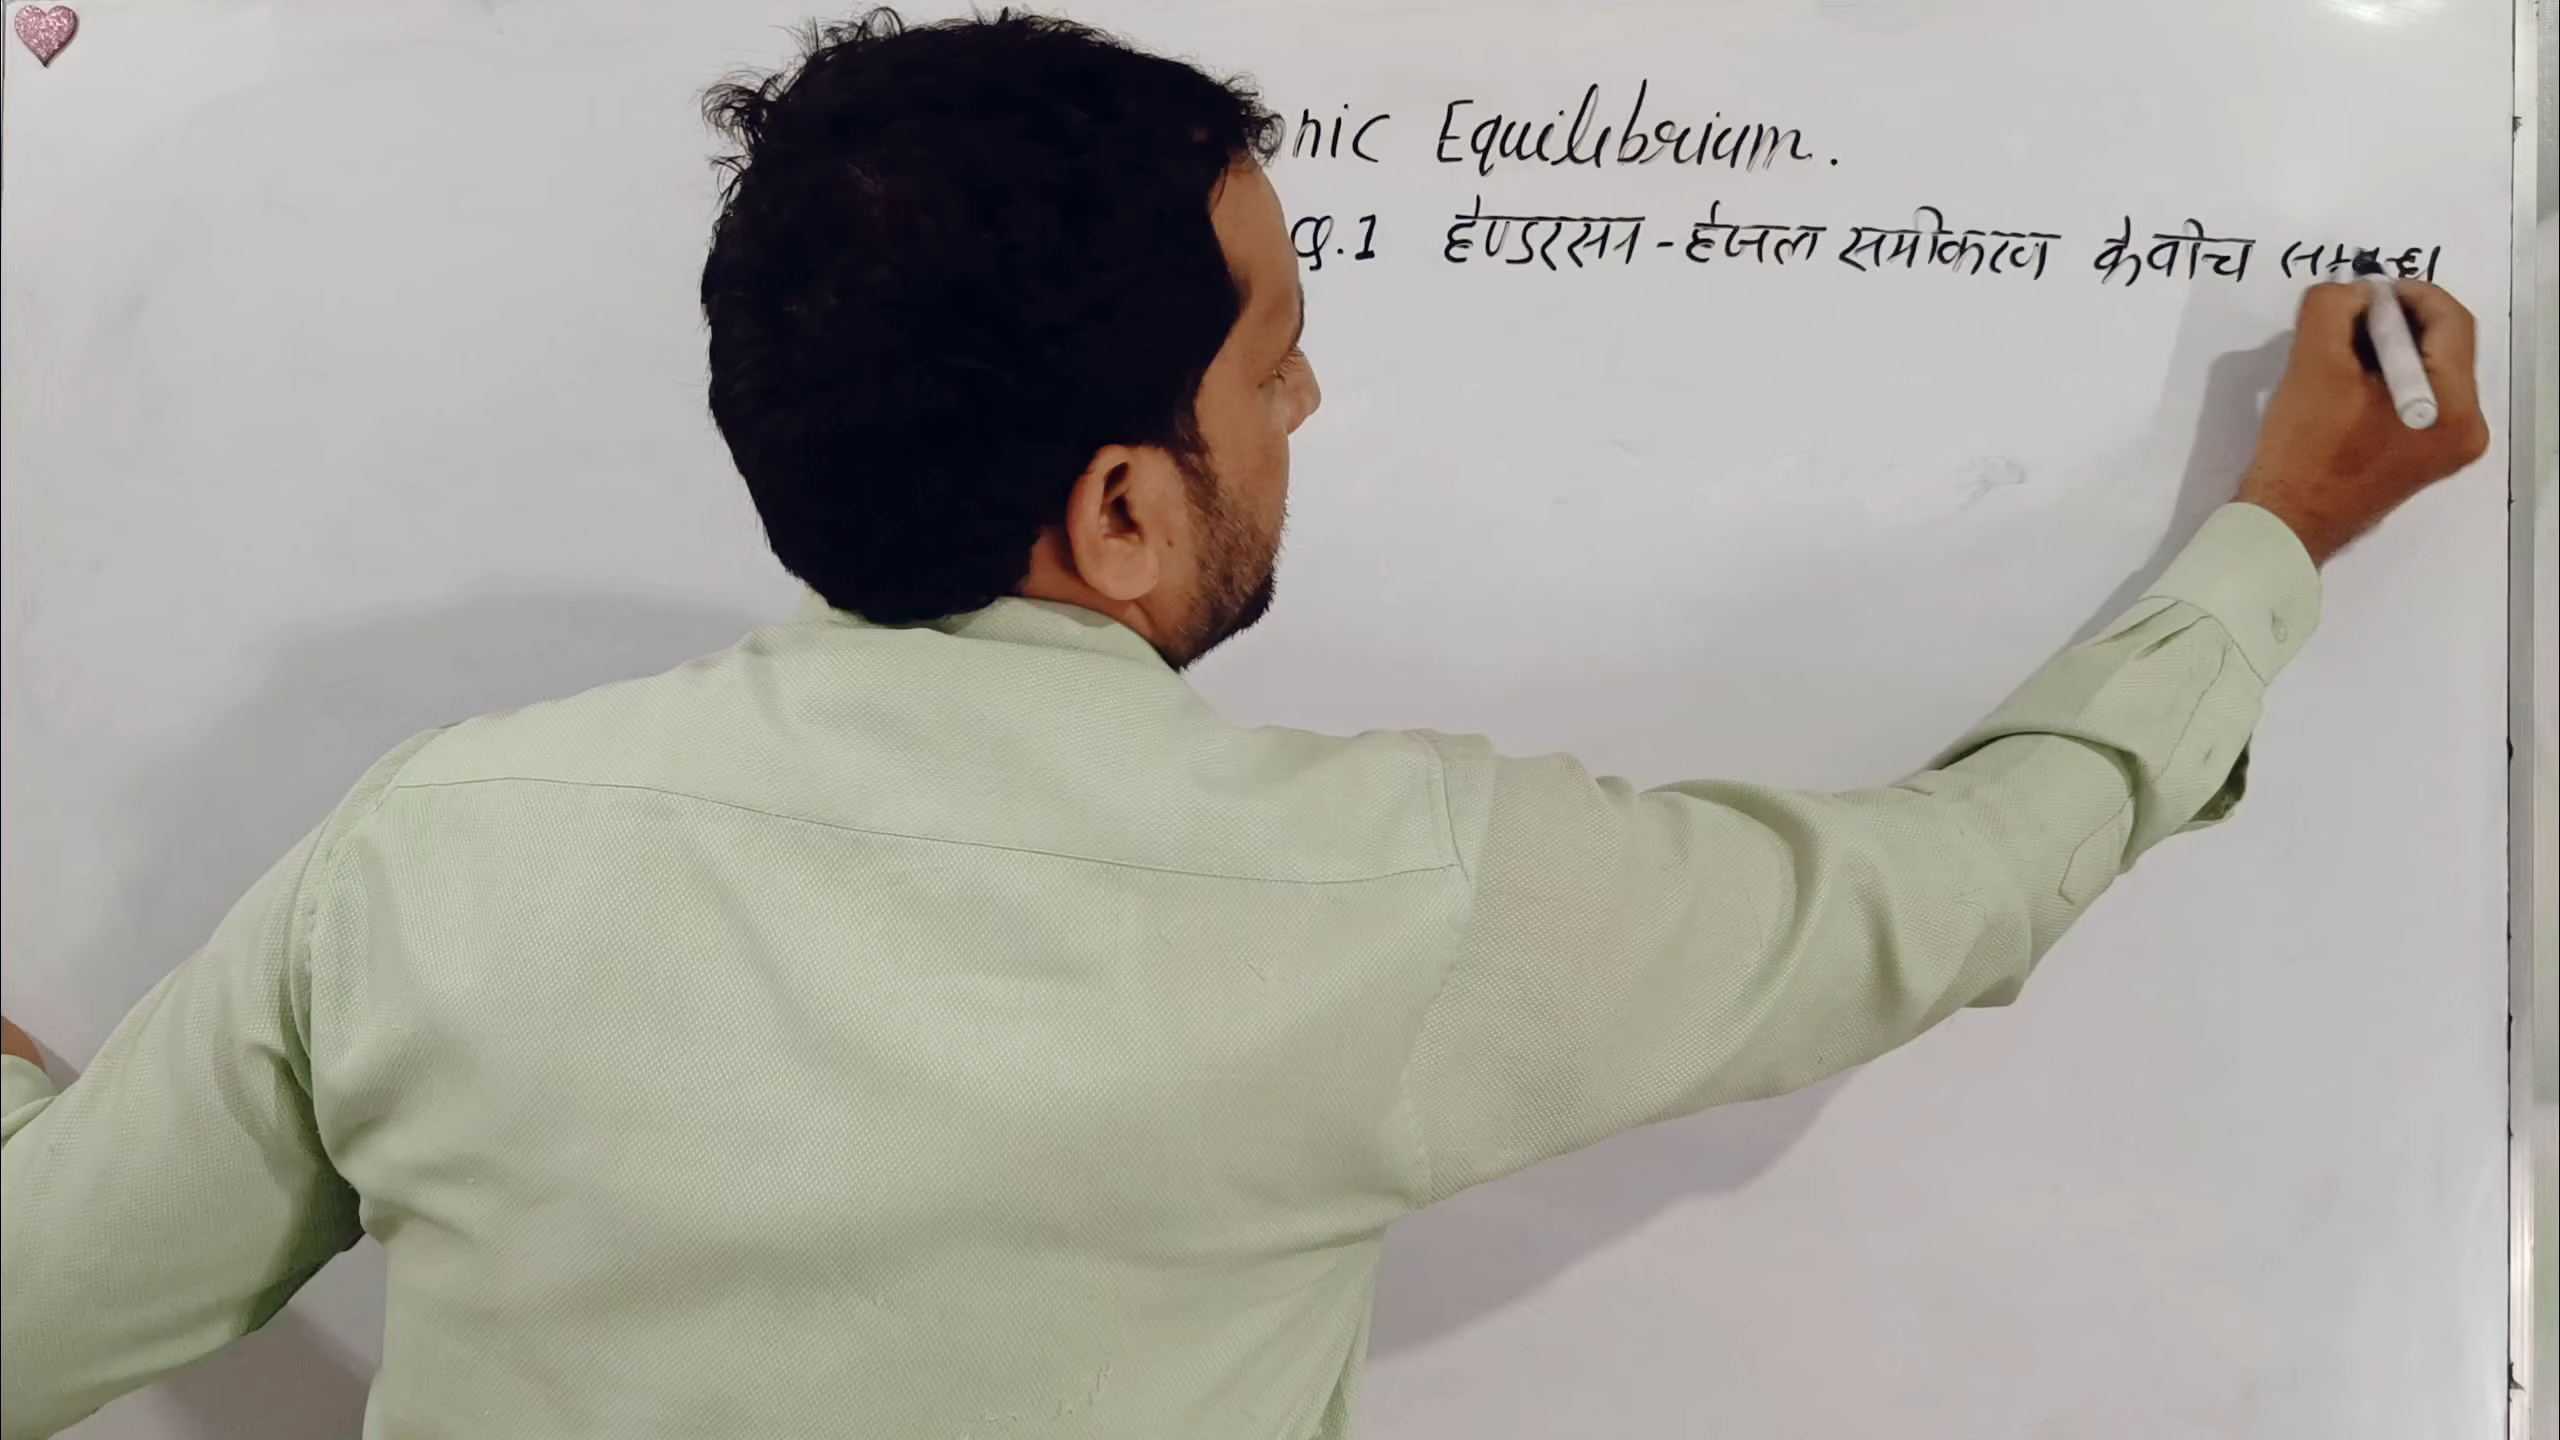 nic Equilibrium.
Q.1 हेण्डरसन - हेजल समीकरण के बीच